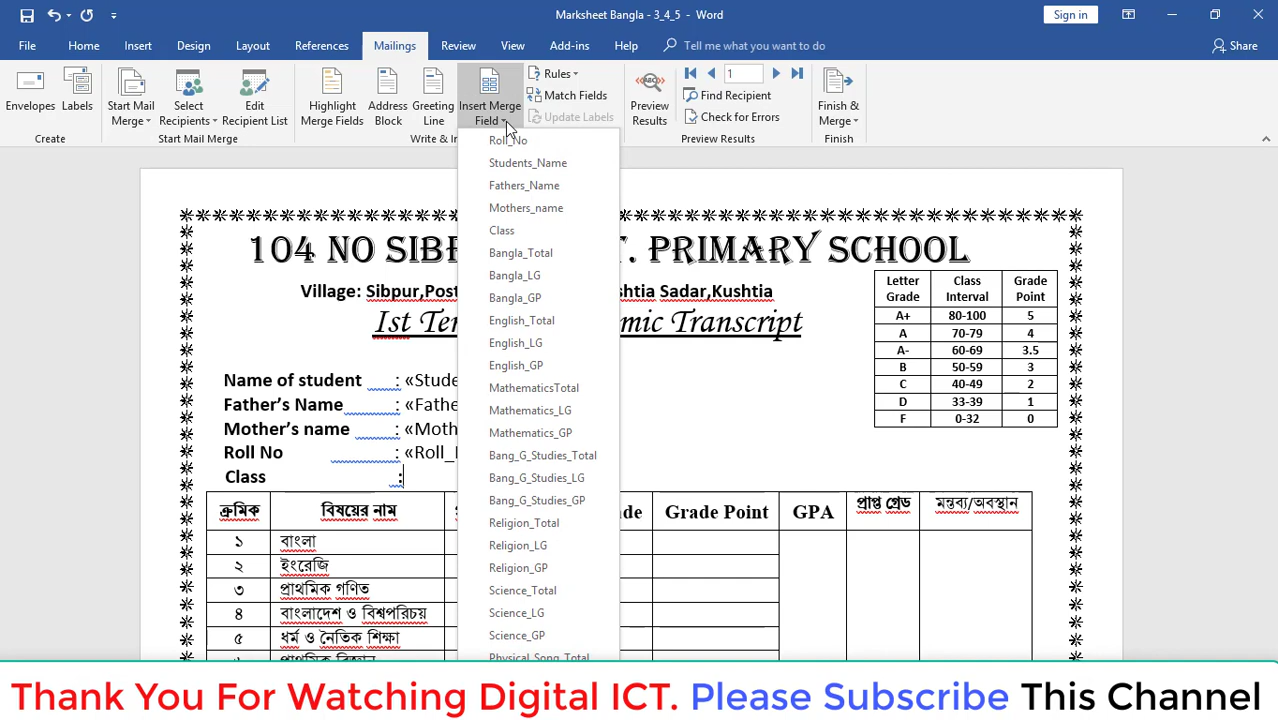 Marksheet Bangla - 3_4_5 - Word
Sign in
File Home Insert Design Layout References Mailings Review View Add-ins Help Tell me what you want to do Share
Envelopes
Labels
Create
Start Mail Merge
Select Recipients
Edit Recipient List
Start Mail Merge
Highlight Merge Fields
Address Block
Greeting Line
Insert Merge Field
Write & In
Rules
Match Fields
Update Labels
Preview Results
1
Find Recipient
Check for Errors
Preview Results
Finish & Merge
Finish
Roll_No
Students_Name
Fathers_Name
Mothers_name
Class
Bangla_Total
Bangla_LG
Bangla_GP
English_Total
English_LG
English_GP
MathematicsTotal
Mathematics_LG
Mathematics_GP
Bang_G_Studies_Total
Bang_G_Studies_LG
Bang_G_Studies_GP
Religion_Total
Religion_LG
Religion_GP
Science_Total
Science_LG
Science_GP
Physical_Song_Total
104 NO SIBP T. PRIMARY SCHOOL
Village: Sibpur,Post shtia Sadar,Kushtia
Ist Ter mic Transcript
Letter Grade Class Interval Grade Point
A+ 80-100 5
A 70-79 4
A- 60-69 3.5
B 50-59 3
C 40-49 2
D 33-39 1
F 0-32 0
Name of student : «Stude
Father’s Name : «Fathe
Mother’s name : «Moth
Roll No : «Roll_
Class :
ক্রমিক বিষয়ের নাম de Grade Point GPA প্রাপ্ত গ্রেড মন্তব্য/অবস্থান
১ বাংলা
২ ইংরেজি
৩ প্রাথমিক গণিত
৪ বাংলাদেশ ও বিশ্বপরিচয়
৫ ধর্ম ও নৈতিক শিক্ষা
Thank You For Watching Digital ICT. Please Subscribe This Channel